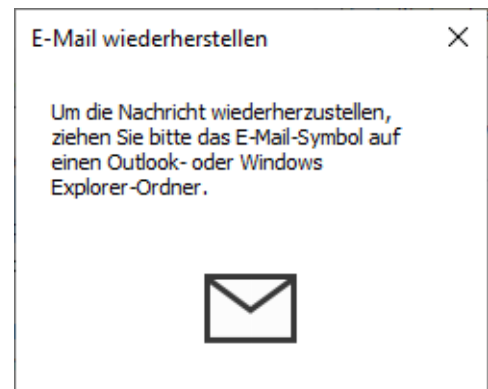 E-Mail wiederherstellen
Um die Nachricht wiederherzustellen,
ziehen Sie bitte das E-Mail-Symbol auf
einen Outlook- oder Windows
Explorer-Ordner.